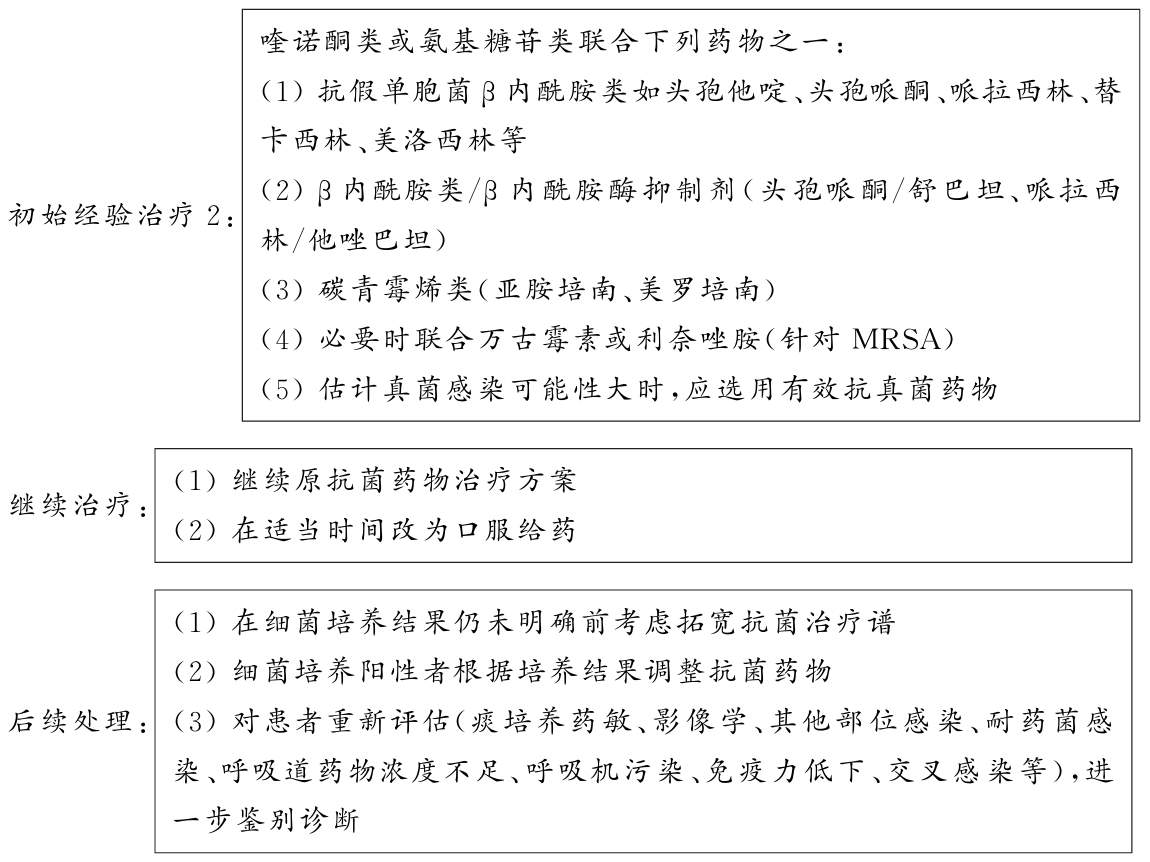 喹诺酮类或氨基糖苷类联合下列药物之一:
(1) 抗假单胞菌β内酰胺类如头孢他啶、头孢哌酮、哌拉西林、替
卡西林、美洛西林等
(2) β内酰胺类/β内酰胺酶抑制剂(头孢哌酮/舒巴坦、哌拉西
初始经验治疗2:
林/他唑巴坦)
(3) 碳青霉烯类(亚胺培南、美罗培南)
(4) 必要时联合万古霉素或利奈唑胺(针对 MRSA)
(5) 估计真菌感染可能性大时,应选用有效抗真菌药物
继续治疗:
(1) 继续原抗菌药物治疗方案
(2) 在适当时间改为口服给药
后续处理:
(1) 在细菌培养结果仍未明确前考虑拓宽抗菌治疗谱
(2) 细菌培养阳性者根据培养结果调整抗菌药物
(3) 对患者重新评估(痰培养药敏、影像学、其他部位感染、耐药菌感
染、呼吸道药物浓度不足、呼吸机污染、免疫力低下、交叉感染等),进
一步鉴别诊断